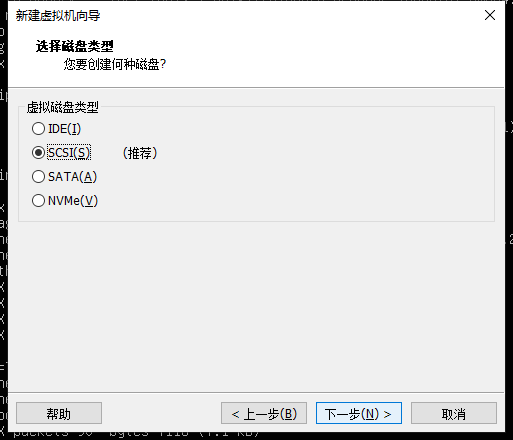 新建虚拟机向导
选择磁盘类型
您要创建何种磁盘?
虚拟磁盘类型
IDE(I)
SCSI(S) （推荐）
SATA(A)
NVMe(V)
帮助
< 上一步(B)
下一步(N) >
取消